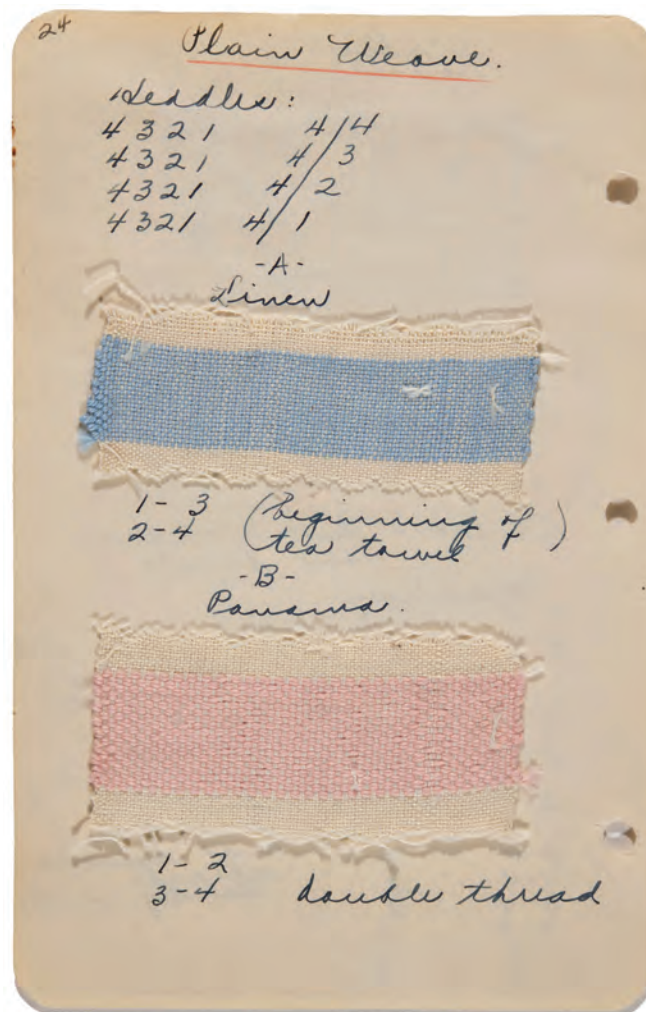 24
Plain Weave.
Heddles:
4 3 2 1 4/4
4 3 2 1 4/3
4 3 2 1 4/2
4 3 2 1 4/1
-A-
Linen
1-3 (beginning of)
2-4 (tea towel
-B-
Panama.
1-2
3-4 double thread